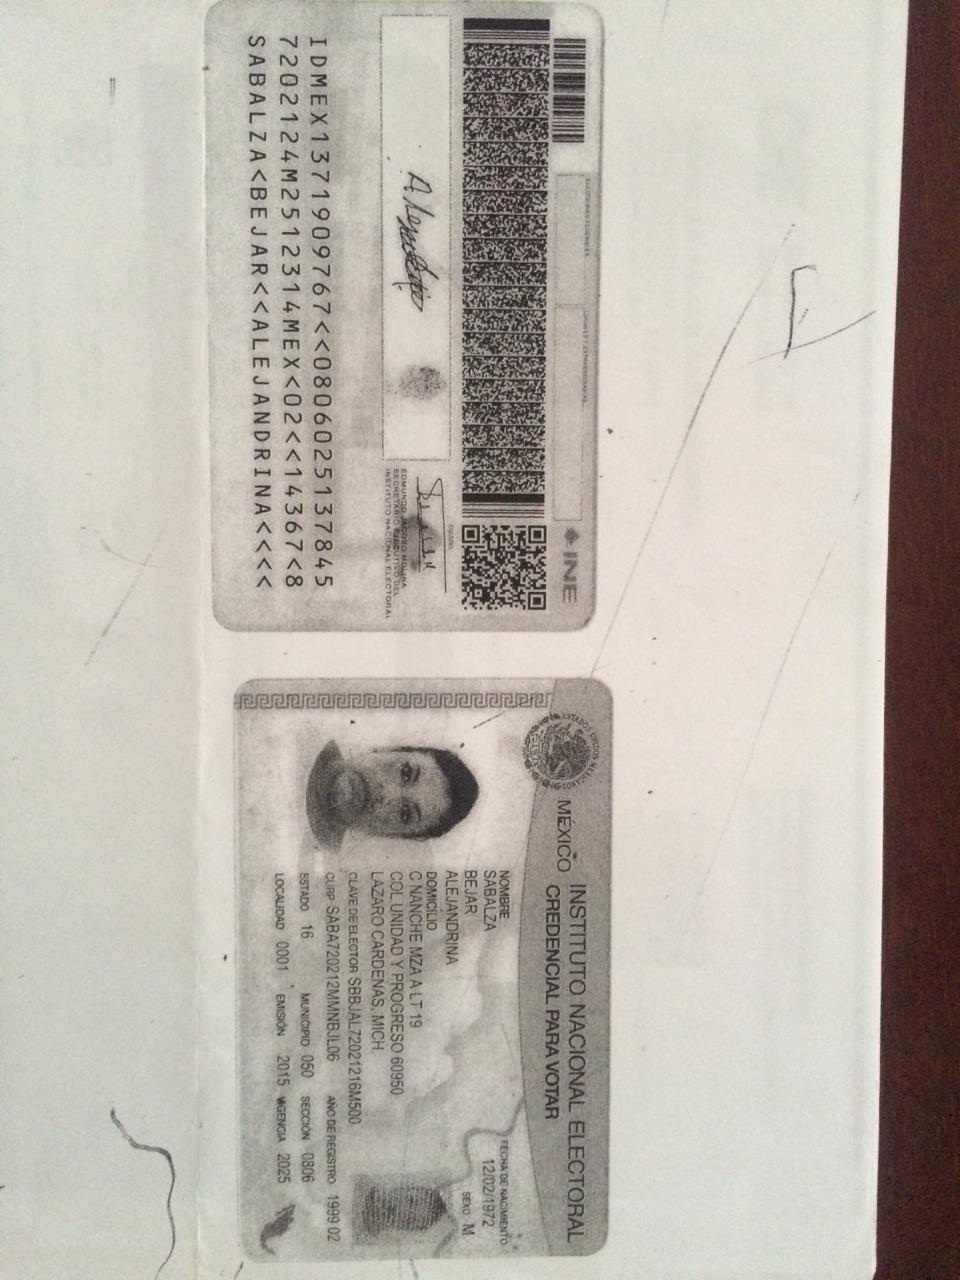 ELECCIONES FEDERALES
LOCALES Y EXTRAORDINARIAS
INE
EDMUNDO JACOBO MOLINA
SECRETARIO EJECUTIVO DEL
INSTITUTO NACIONAL ELECTORAL
IDMEX1371909767<<0806025137845
7202124M2512314MEX<02<<14367<8
SABALZA<BEJAR<<ALEJANDRINA<<<<
ESTADOS UNIDOS MEXICANOS
MÉXICO
INSTITUTO NACIONAL ELECTORAL
CREDENCIAL PARA VOTAR
NOMBRE
SABALZA
BEJAR
ALEJANDRINA
FECHA DE NACIMIENTO
12/02/1972
SEXO M
DOMICILIO
C NANCHE MZA A LT 19
COL UNIDAD Y PROGRESO 60950
LAZARO CARDENAS, MICH.
CLAVE DE ELECTOR SBBJAL72021216M500
CURP SABA720212MMNBJL06 AÑO DE REGISTRO 1999 02
ESTADO 16 MUNICIPIO 050 SECCIÓN 0806
LOCALIDAD 0001 EMISIÓN 2015 VIGENCIA 2025